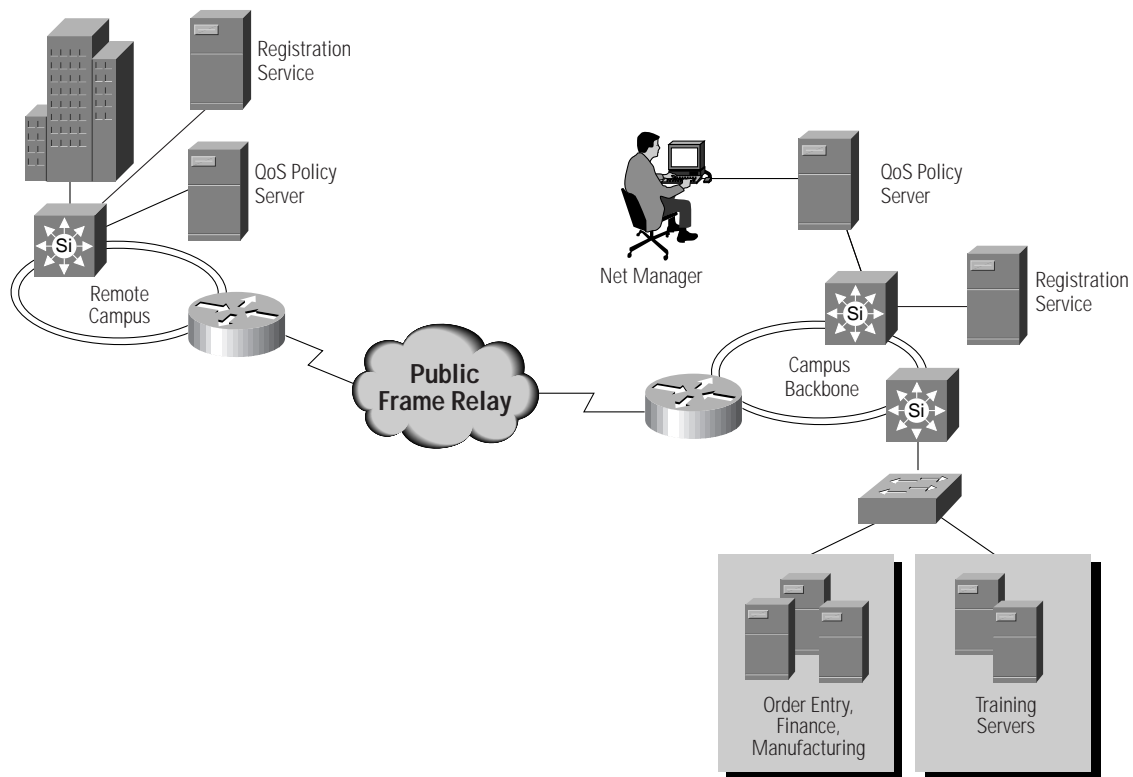 Registration
Service
QoS Policy
Server
Si
Remote
Campus
Public
Frame Relay
Net Manager
QoS Policy
Server
Registration
Service
Si
Campus
Backbone
Si
Order Entry,
Finance,
Manufacturing
Training
Servers